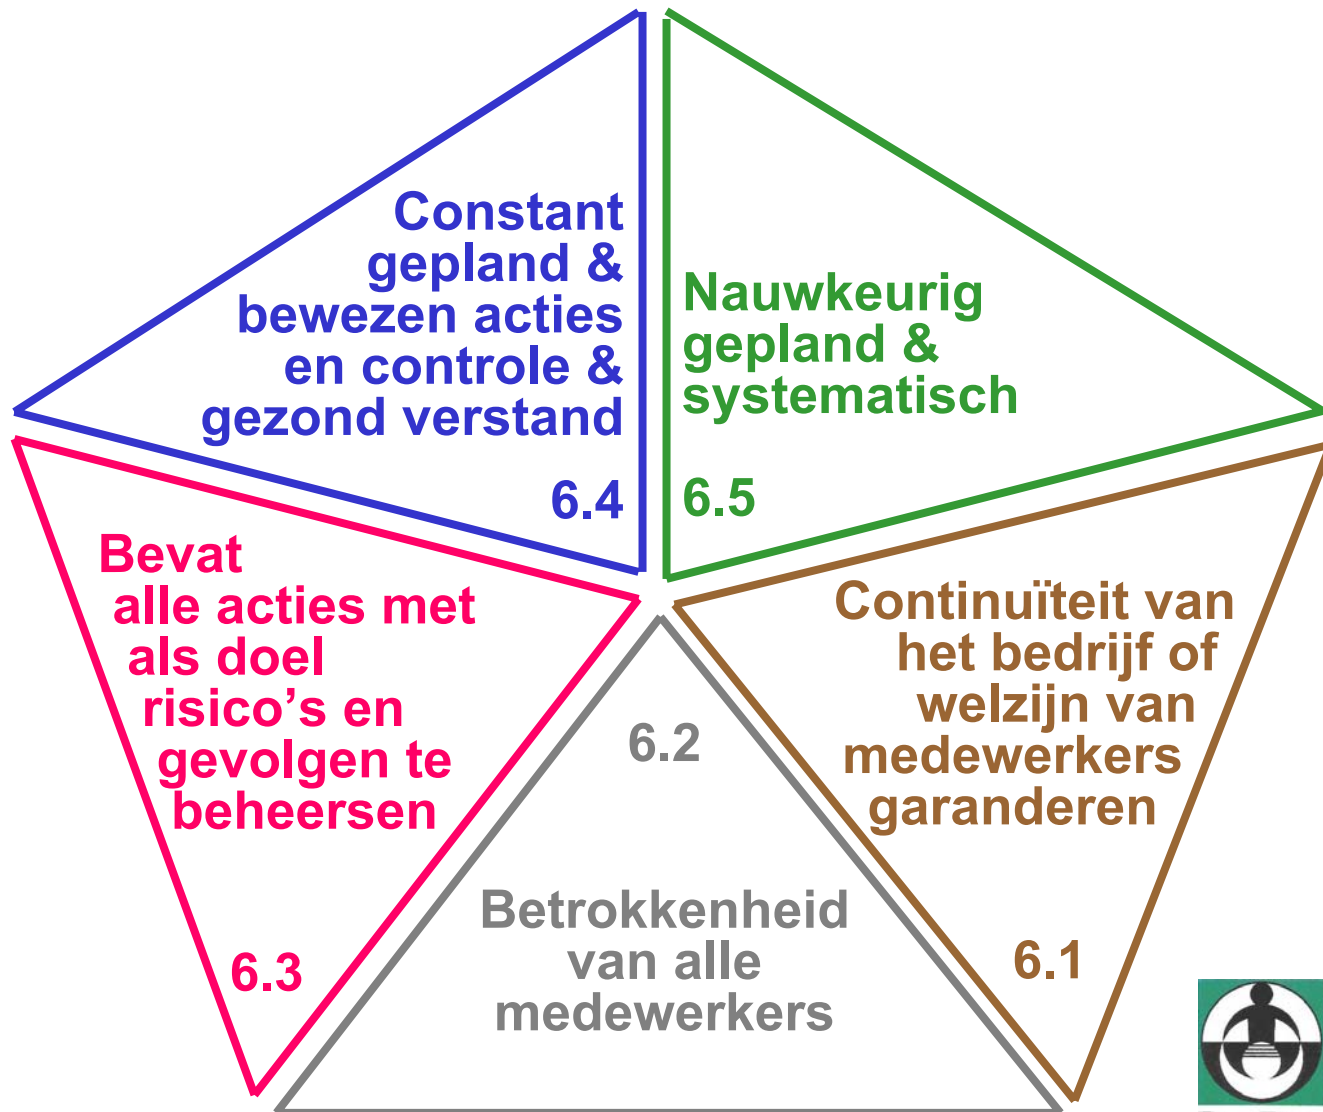 Constant
gepland &
bewezen acties
en controle &
gezond verstand
6.4
Nauwkeurig
gepland &
systematisch
6.5
Bevat
alle acties met
als doel
risico’s en
gevolgen te
beheersen
6.3
6.2
Betrokkenheid
van alle
medewerkers
Continuïteit van
het bedrijf of
welzijn van
medewerkers
garanderen
6.1